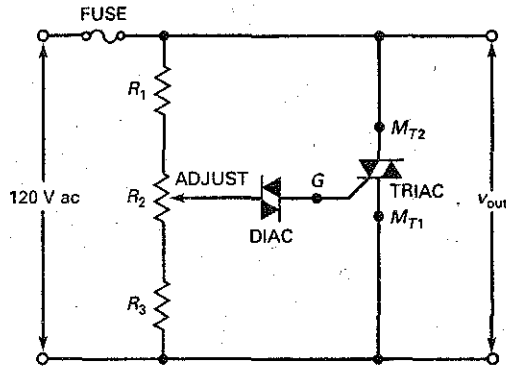 FUSE
R1
MT2
ADJUST
G
TRIAC
120 V ac
R2
vout
DIAC
MT1
R3